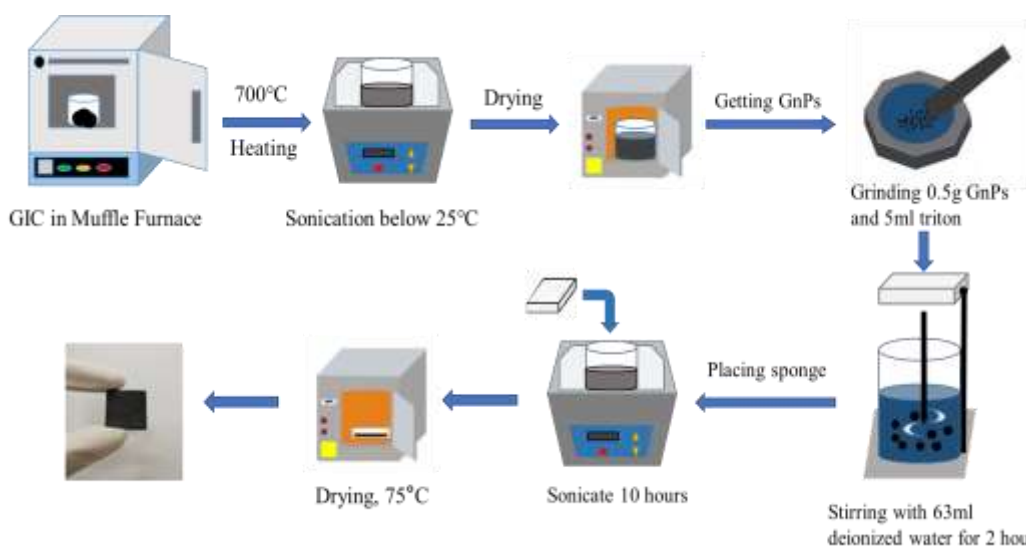 700℃
Heating
Drying
Getting GnPs
GIC in Muffle Furnace
Sonication below 25℃
Grinding 0.5g GnPs
and 5ml triton
Placing sponge
Drying, 75°C
Sonicate 10 hours
Stirring with 63ml
deionized water for 2 hou